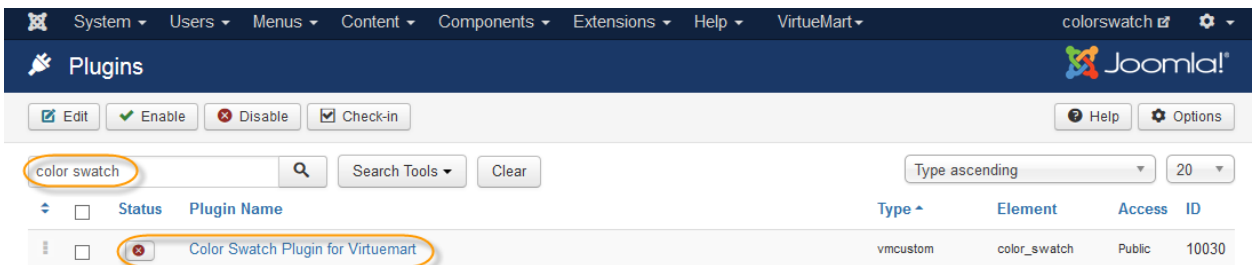 System Users Menus Content Components Extensions Help VirtueMart colorswatch
Plugins Joomla!®
Edit Enable Disable Check-in Help Options
color swatch Search Tools Clear Type ascending 20
Status Plugin Name Type Element Access ID
Color Swatch Plugin for Virtuemart vmcustom color_swatch Public 10030